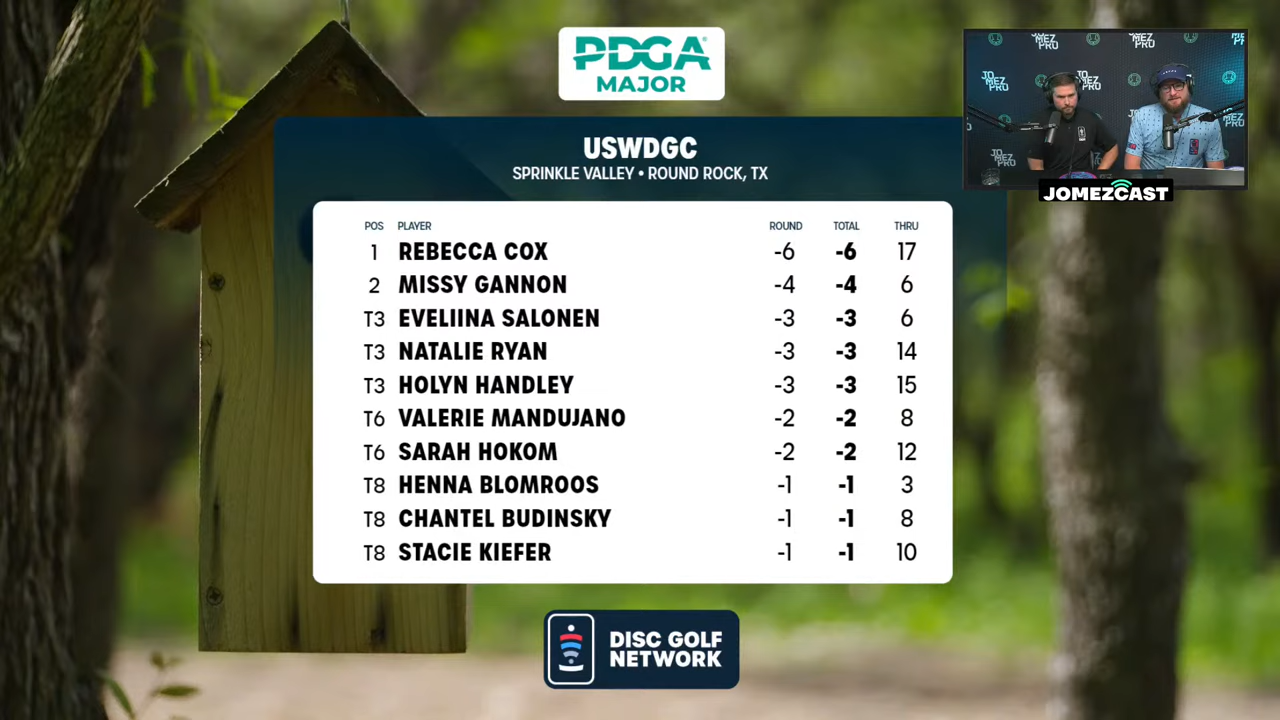 PDGA
MAJOR
USWDGC
SPRINKLE VALLEY • ROUND ROCK, TX
POS PLAYER ROUND TOTAL THRU
1 REBECCA COX -6 -6 17
2 MISSY GANNON -4 -4 6
T3 EVELIINA SALONEN -3 -3 6
T3 NATALIE RYAN -3 -3 14
T3 HOLYN HANDLEY -3 -3 15
T6 VALERIE MANDUJANO -2 -2 8
T6 SARAH HOKOM -2 -2 12
T8 HENNA BLOMROOS -1 -1 3
T8 CHANTEL BUDINSKY -1 -1 8
T8 STACIE KIEFER -1 -1 10
DISC GOLF
NETWORK
JOMEZ
PRO
JOMEZCAST